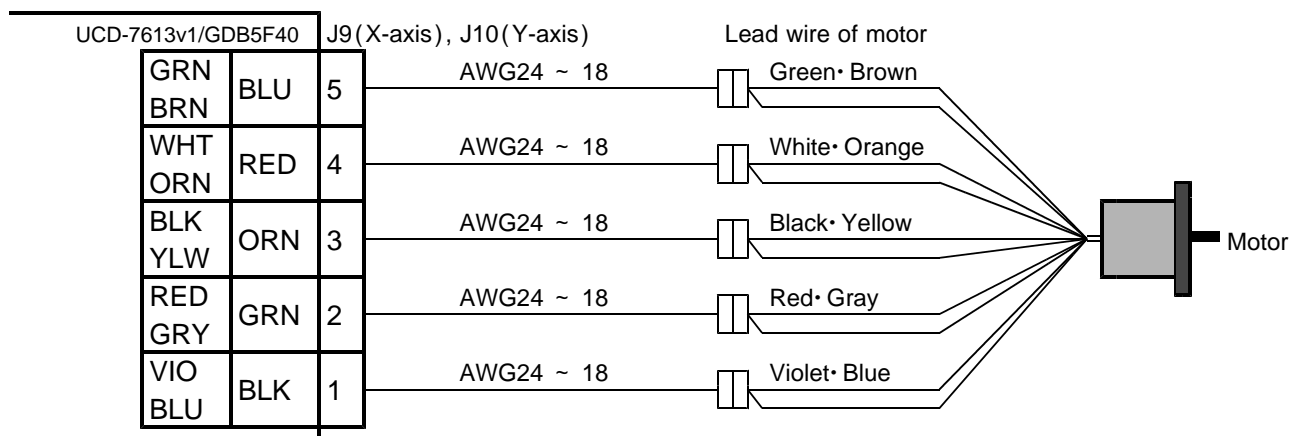 UCD-7613v1/GDB5F40 J9(X-axis), J10(Y-axis) Lead wire of motor
GRN
BRN
BLU
5
AWG24 ~ 18
Green・Brown
WHT
ORN
RED
4
AWG24 ~ 18
White・Orange
BLK
YLW
ORN
3
AWG24 ~ 18
Black・Yellow
Motor
RED
GRY
GRN
2
AWG24 ~ 18
Red・Gray
VIO
BLU
BLK
1
AWG24 ~ 18
Violet・Blue